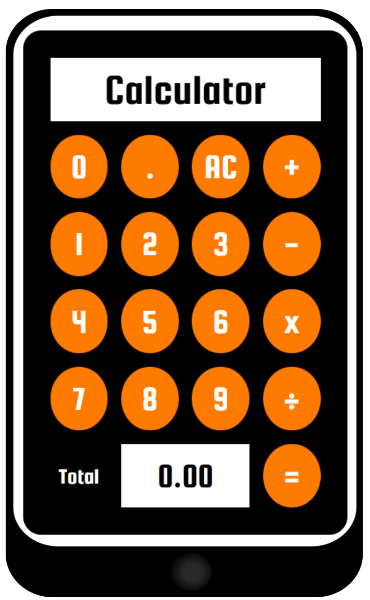 Calculator
0 . AC +
1 2 3 -
4 5 6 x
7 8 9 ÷
Total 0.00 =